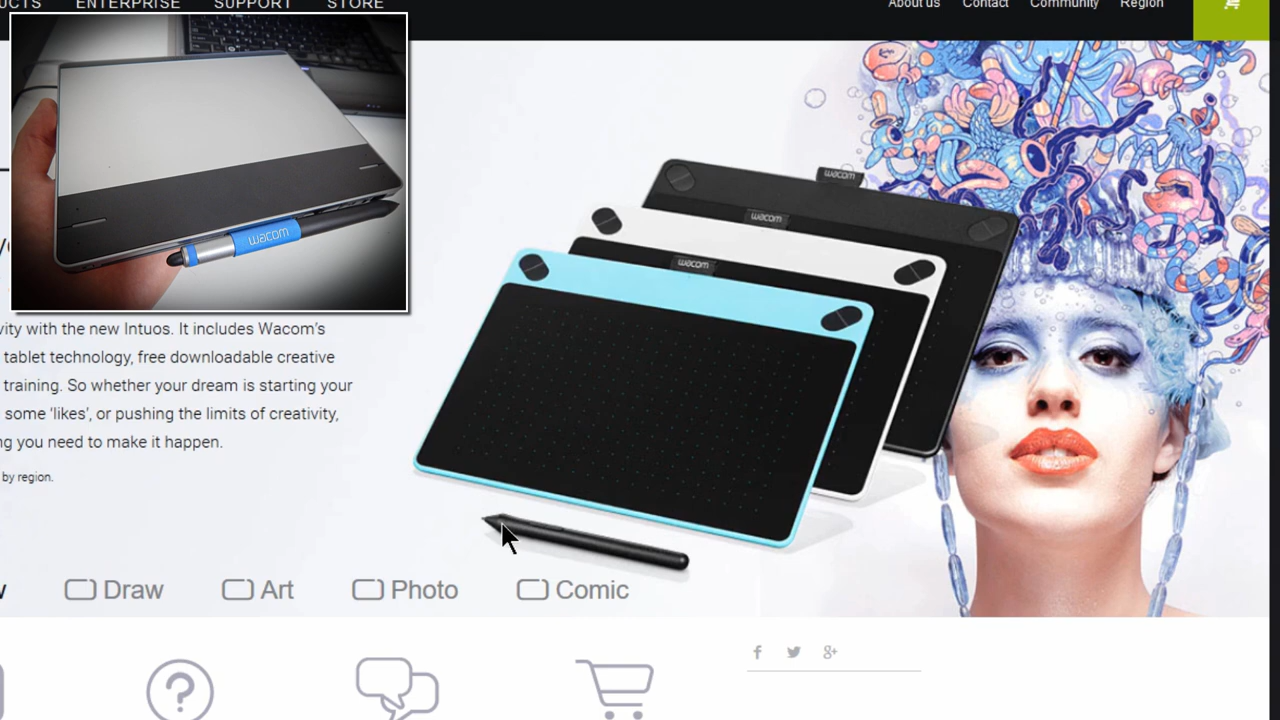 ENTERPRISE SUPPORT STORE
About us Contact Community Region
wacom
wacom
wacom
wacom
vity with the new Intuos. It includes Wacom's
tablet technology, free downloadable creative
training. So whether your dream is starting your
some 'likes', or pushing the limits of creativity,
ng you need to make it happen.
by region.
Draw Art Photo Comic